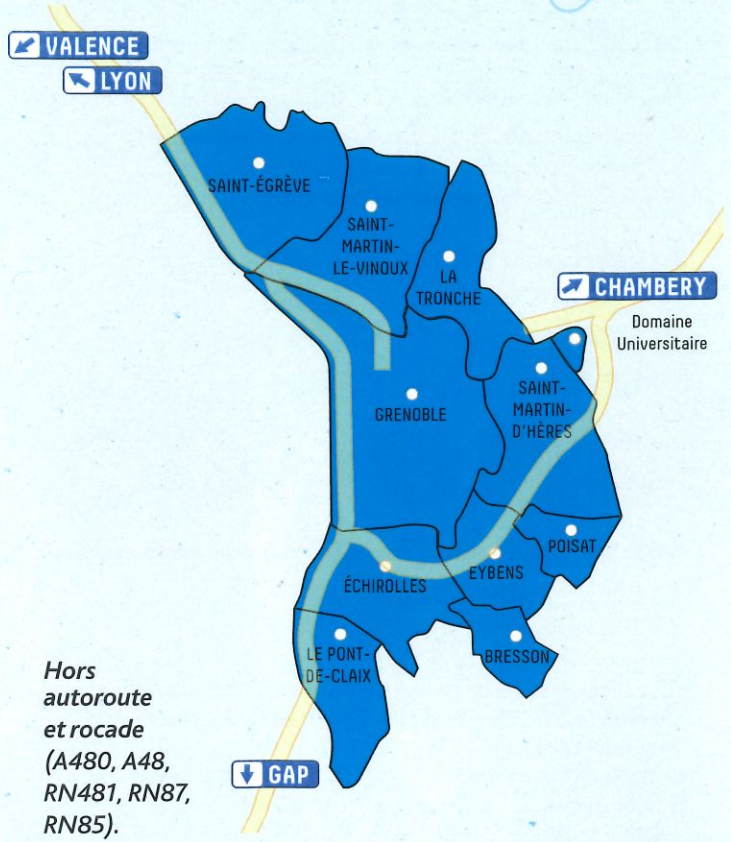 VALENCE
LYON
SAINT-ÉGRÈVE
SAINT-
MARTIN-
LE-VINOUX
LA
TRONCHE
CHAMBERY
Domaine
Universitaire
GRENOBLE
SAINT-
MARTIN-
D'HÈRES
POISAT
EYBENS
ÉCHIROLLES
BRESSON
LE PONT-
DE-CLAIX
Hors
autoroute
et rocade
(A480, A48,
RN481, RN87,
RN85).
GAP